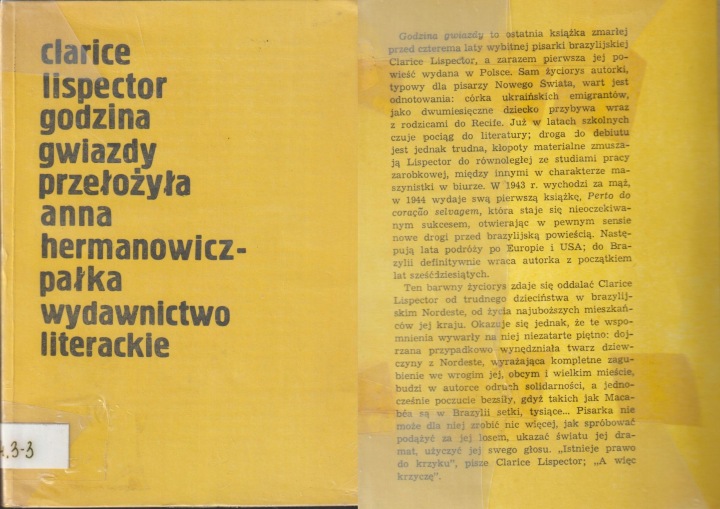 clarice
lispector
godzina
gwiazdy
przełożyła
anna
hermanowicz-
pałka
wydawnictwo
literackie
.3-3
Godzina gwiazdy to ostatnia książka zmarłej
przed czterema laty wybitnej pisarki brazylijskiej
Clarice Lispector, a zarazem pierwsza jej po-
wieść wydana w Polsce. Sam życiorys autorki,
typowy dla pisarzy Nowego Świata, wart jest
odnotowania: córka ukraińskich emigrantów,
jako dwumiesięczne dziecko przybywa wraz
z rodzicami do Recife. Już w latach szkolnych
czuje pociąg do literatury; droga do debiutu
jest jednak trudna, kłopoty materialne zmusza-
ją Lispector do równoległej ze studiami pracy
zarobkowej, między innymi w charakterze ma-
szynistki w biurze. W 1943 r. wychodzi za mąż,
w 1944 wydaje swą pierwszą książkę, Perto do
coração selvagem, która staje się nieoczekiwa-
nym sukcesem, otwierając w pewnym sensie
nowe drogi przed brazylijską powieścią. Nastę-
pują lata podróży po Europie i USA; do Bra-
zylii definitywnie wraca autorka z początkiem
lat sześćdziesiątych.
Ten barwny życiorys zdaje się oddalać Clarice
Lispector od trudnego dzieciństwa w brazylij-
skim Nordeste, od życia najuboższych mieszkań-
ców jej kraju. Okazuje się jednak, że te wspo-
mnienia wywarły na niej niezatarte piętno: doj-
rzana przypadkowo wynędzniała twarz dziew-
czyny z Nordeste, wyrażająca kompletne zagu-
bienie we wrogim jej, obcym i wielkim mieście,
budzi w autorce odruch solidarności, a jedno-
cześnie poczucie bezsiły, gdyż takich jak Maca-
béa są w Brazylii setki, tysiące... Pisarka nie
może dla niej zrobić nic więcej, jak spróbować
podążyć za jej losem, ukazać światu jej dra-
mat, użyczyć jej swego głosu. „Istnieje prawo
do krzyku”, pisze Clarice Lispector; „A więc
krzyczę”.